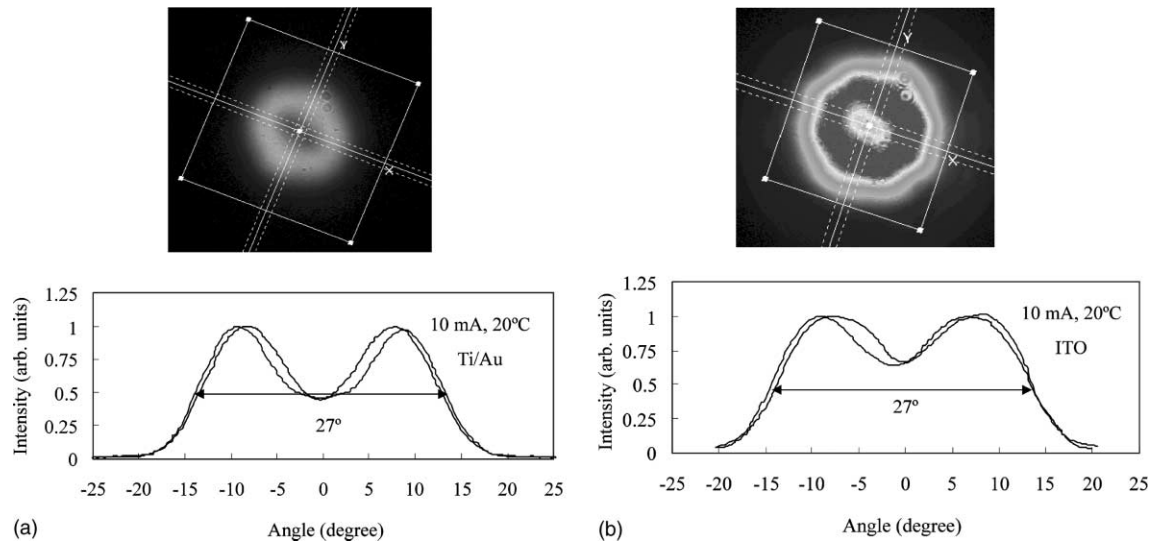 Y
X
Y
X
Intensity (arb. units)
1.25
1
0.75
0.5
0.25
0
10 mA, 20ºC
Ti/Au
27º
-25 -20 -15 -10 -5 0 5 10 15 20 25
(a)
Angle (degree)
Intensity (arb. units)
1.25
1
0.75
0.5
0.25
0
10 mA, 20ºC
ITO
27º
-25 -20 -15 -10 -5 0 5 10 15 20 25
(b)
Angle (degree)